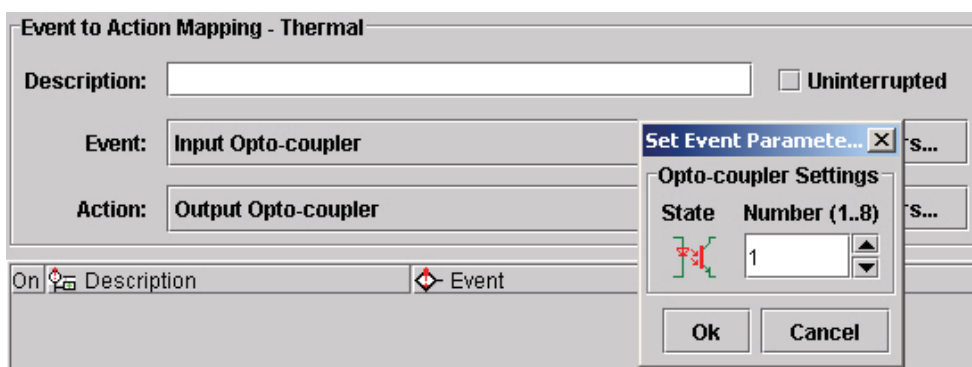 Event to Action Mapping - Thermal
Description:
Uninterrupted
Event:
Input Opto-coupler
rs...
Action:
Output Opto-coupler
rs...
Set Event Paramete...
Opto-coupler Settings
State
Number (1..8)
1
Ok
Cancel
On
Description
Event